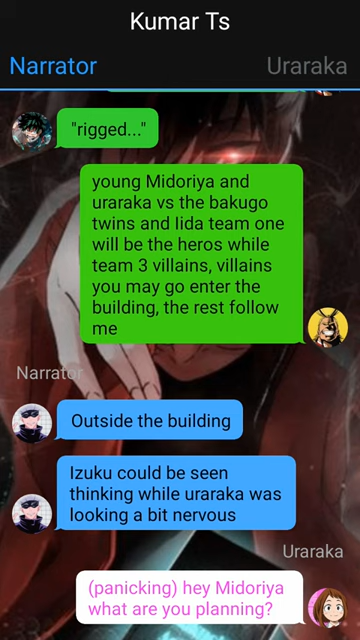 Kumar Ts
Narrator
Uraraka
"rigged..."
young Midoriya and
uraraka vs the bakugo
twins and Iida team one
will be the heros while
team 3 villains, villains
you may go enter the
building, the rest follow
me
Narrator
Outside the building
Izuku could be seen
thinking while uraraka was
looking a bit nervous
Uraraka
(panicking) hey Midoriya
what are you planning?